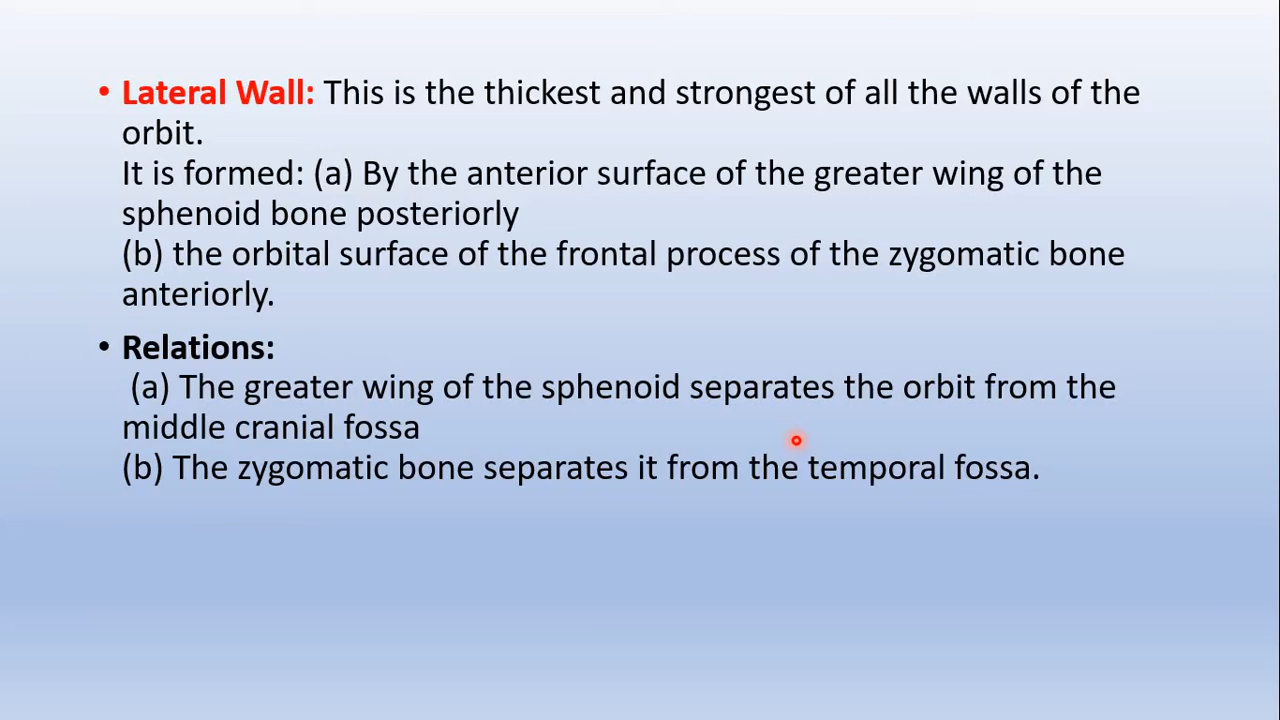 • Lateral Wall: This is the thickest and strongest of all the walls of the
orbit.
It is formed: (a) By the anterior surface of the greater wing of the
sphenoid bone posteriorly
(b) the orbital surface of the frontal process of the zygomatic bone
anteriorly.
• Relations:
(a) The greater wing of the sphenoid separates the orbit from the
middle cranial fossa
(b) The zygomatic bone separates it from the temporal fossa.